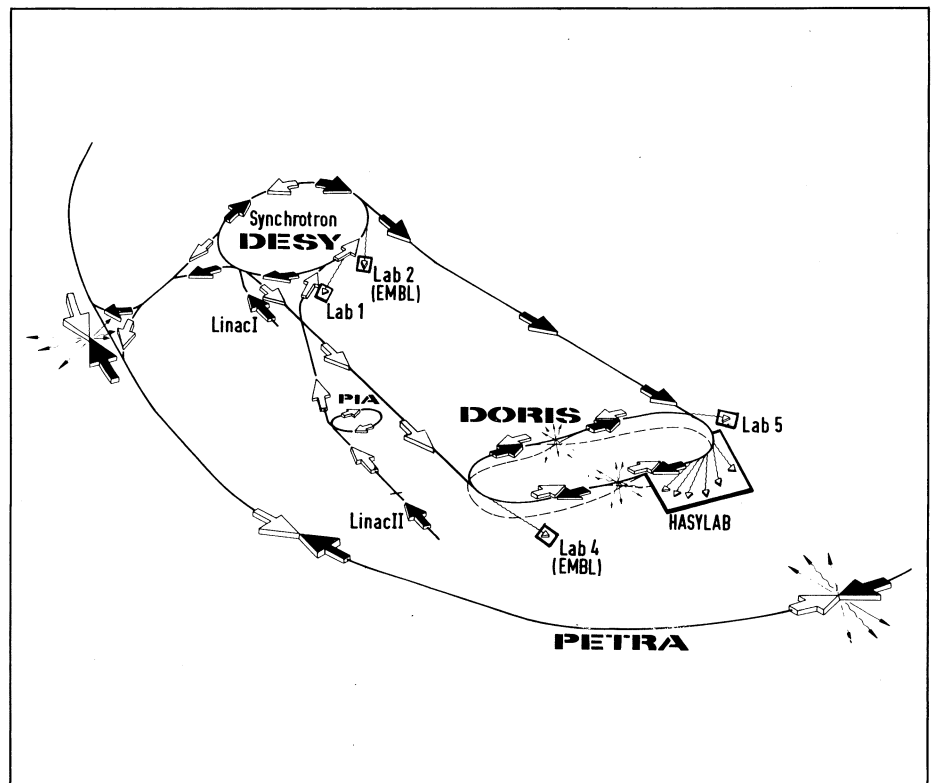 Synchrotron
DESY
Lab 2
(EMBL)
Lab 1
LinacI
PIA
DORIS
Lab 5
LinacII
HASYLAB
Lab 4
(EMBL)
PETRA